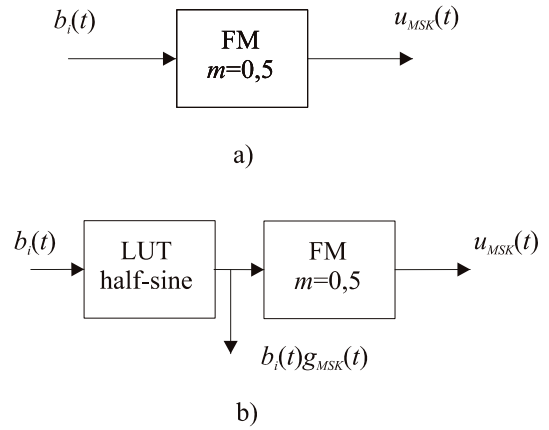 b_i(t)
u_MSK(t)
FM
m=0,5
a)
b_i(t)
LUT
half-sine
FM
m=0,5
u_MSK(t)
b_i(t)g_MSK(t)
b)